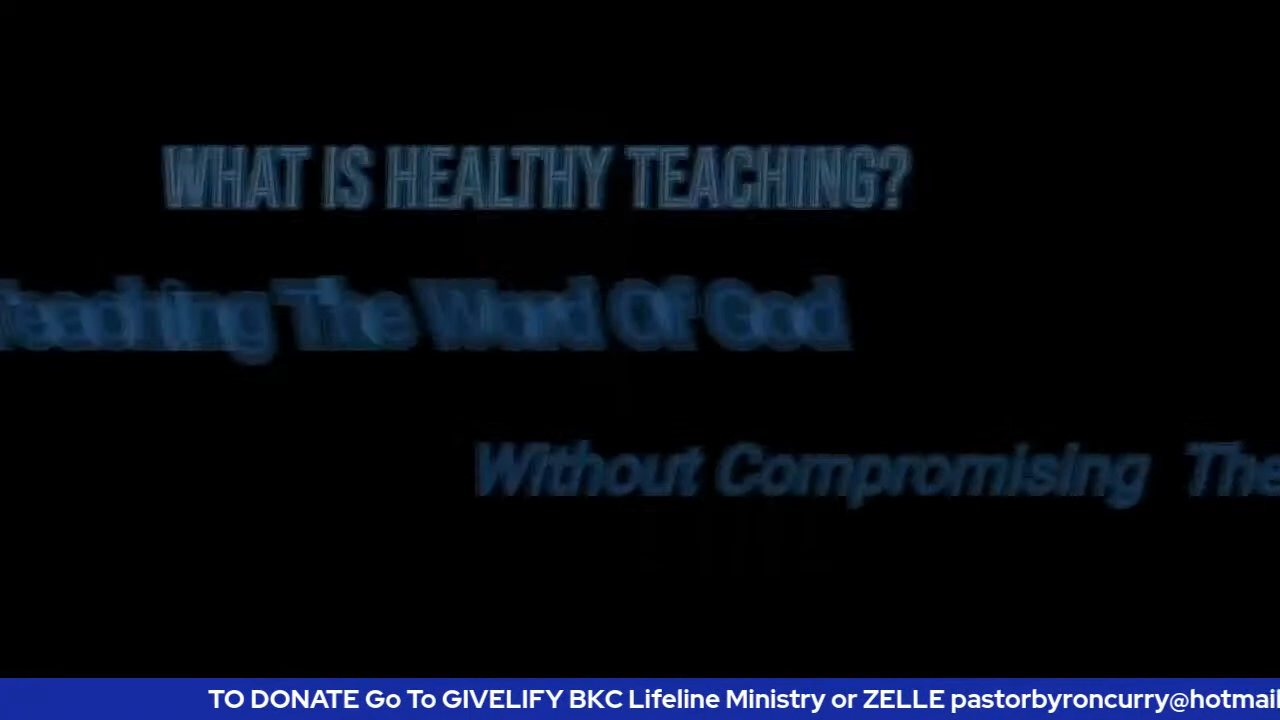 WHAT IS HEALTHY TEACHING?
Teaching The Word Of God
Without Compromising The
TO DONATE Go To GIVELIFY BKC Lifeline Ministry or ZELLE pastorbyroncurry@hotmail